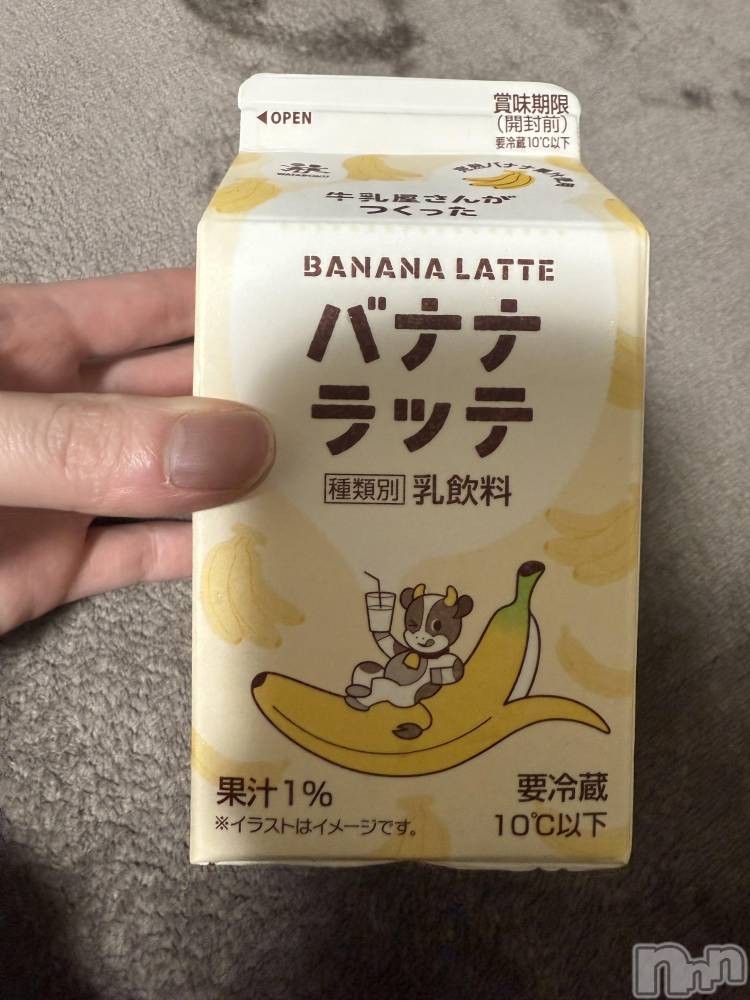 ◀OPEN
賞味期限
(開封前)
要冷蔵10℃以下
牛乳屋さんが
つくった
BANANA LATTE
バナナ
ラッテ
種類別 乳飲料
果汁1%
※イラストはイメージです。
要冷蔵
10℃以下
nnn